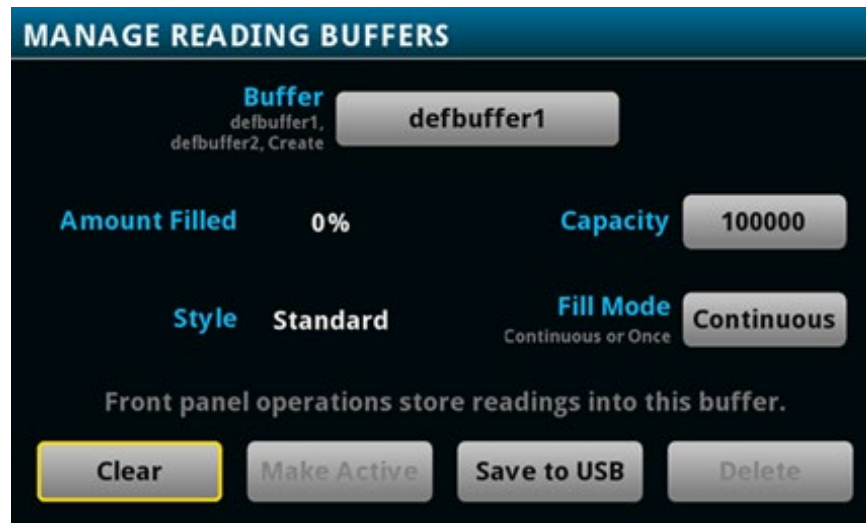 MANAGE READING BUFFERS
Buffer
defbuffer1,
defbuffer2, Create
defbuffer1
Amount Filled 0% Capacity 100000
Style Standard Fill Mode
Continuous or Once
Continuous
Front panel operations store readings into this buffer.
Clear Make Active Save to USB Delete